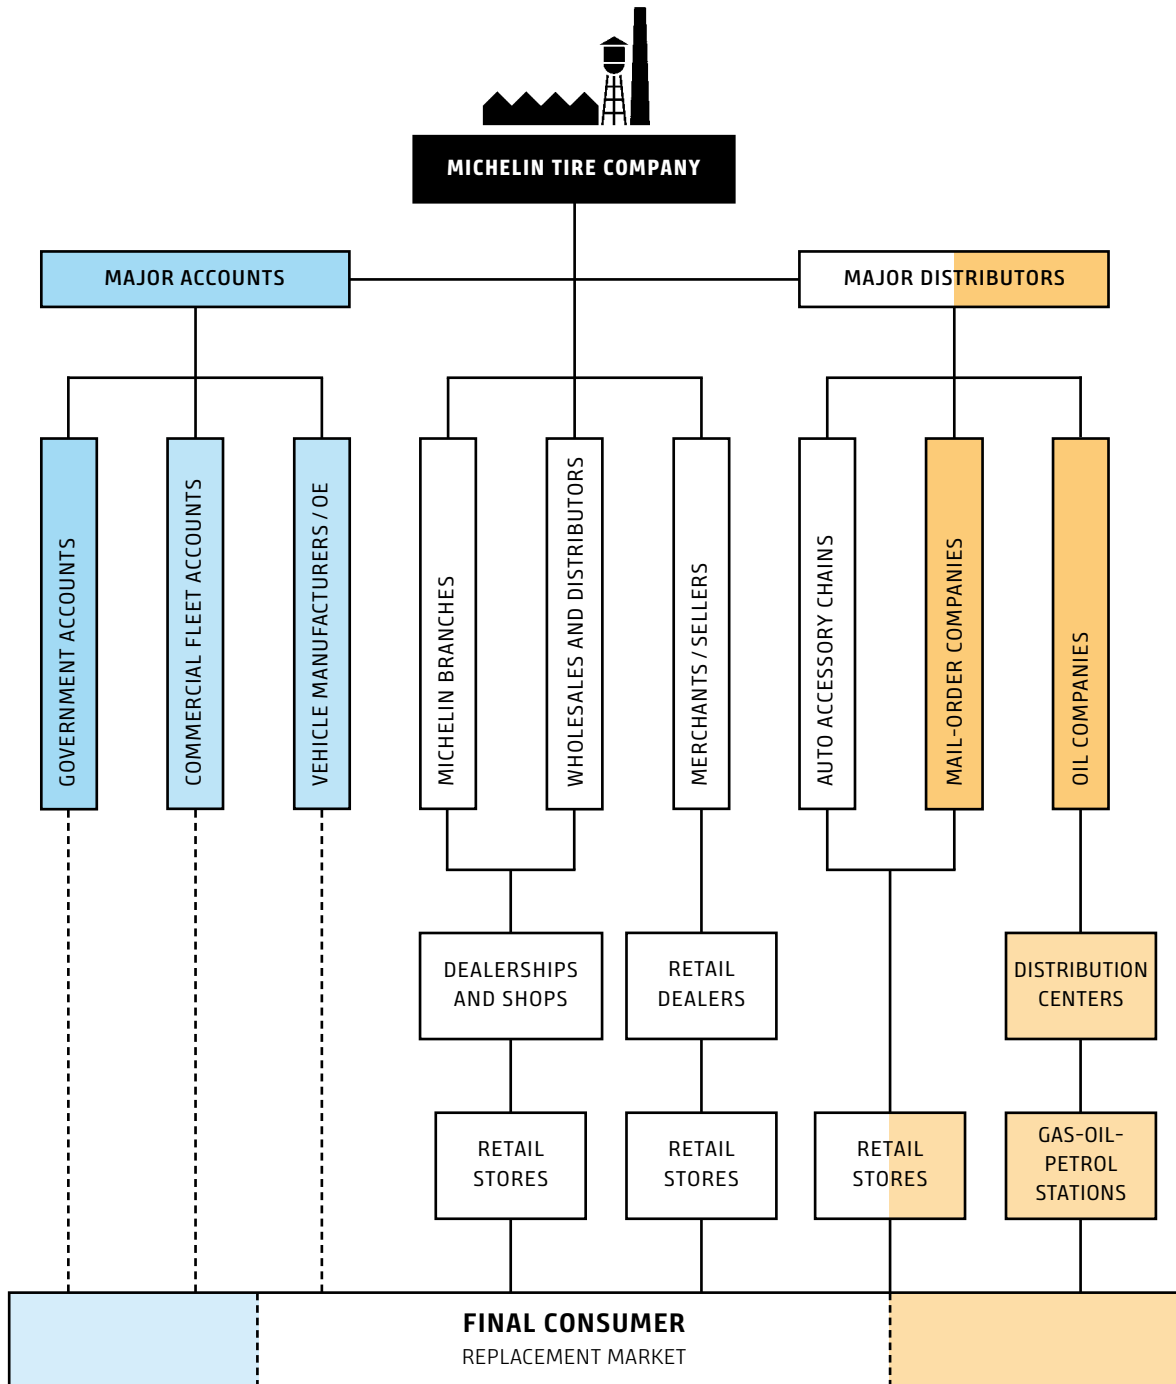 MICHELIN TIRE COMPANY
MAJOR ACCOUNTS
MAJOR DISTRIBUTORS
GOVERNMENT ACCOUNTS
COMMERCIAL FLEET ACCOUNTS
VEHICLE MANUFACTURERS / OE
MICHELIN BRANCHES
WHOLESALES AND DISTRIBUTORS
MERCHANTS / SELLERS
AUTO ACCESSORY CHAINS
MAIL-ORDER COMPANIES
OIL COMPANIES
DEALERSHIPS
AND SHOPS
RETAIL
DEALERS
DISTRIBUTION
CENTERS
RETAIL
STORES
RETAIL
STORES
RETAIL
STORES
GAS-OIL-
PETROL
STATIONS
FINAL CONSUMER
REPLACEMENT MARKET